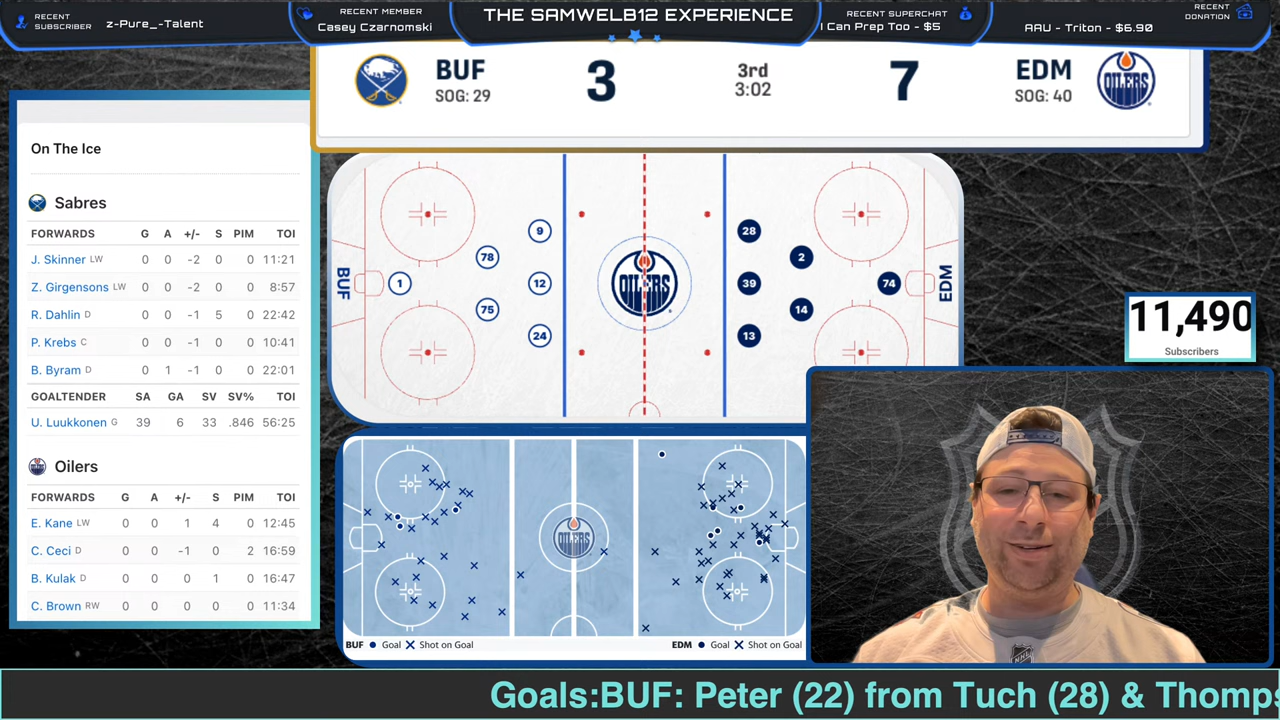 RECENT SUBSCRIBER
z-Pure_-Talent
RECENT MEMBER
Casey Czarnomski
THE SAMWELB12 EXPERIENCE
RECENT SUPERCHAT
I Can Prep Too - $5
RECENT DONATION
AAU - Triton - $6.90
BUF
SOG: 29
3
3rd
3:02
7
EDM
SOG: 40
OILERS
On The Ice
Sabres
FORWARDS G A +/- S PIM TOI
J. Skinner LW 0 0 -2 0 0 11:21
Z. Girgensons LW 0 0 -2 0 0 8:57
R. Dahlin D 0 0 -1 5 0 22:42
P. Krebs C 0 0 -1 0 0 10:41
B. Byram D 0 1 -1 0 0 22:01
GOALTENDER SA GA SV SV% TOI
U. Luukkonen G 39 6 33 .846 56:25
Oilers
FORWARDS G A +/- S PIM TOI
E. Kane LW 0 0 1 4 0 12:45
C. Ceci D 0 0 -1 0 2 16:59
B. Kulak D 0 0 0 1 0 16:47
C. Brown RW 0 0 0 0 0 11:34
9 28
78 2
BUF 1 12 OILERS 39 74 EDM
75 14
24 13
11,490
Subscribers
OILERS
BUF Goal Shot on Goal
EDM Goal Shot on Goal
NHL
Goals:BUF: Peter (22) from Tuch (28) & Thomps